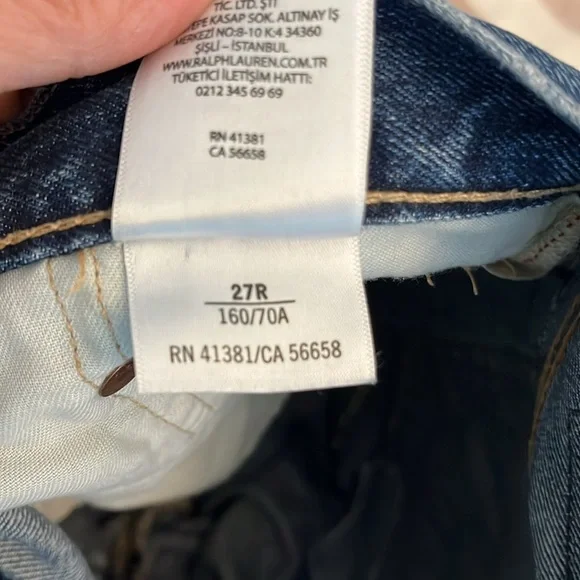 TİC. LTD. ŞTİ
TEPE KASAP SOK. ALTINAY İŞ
MERKEZİ NO:8-10 K:4 34360
ŞİŞLİ - İSTANBUL
WWW.RALPHLAUREN.COM.TR
TÜKETİCİ İLETİŞİM HATTI:
0212 345 69 69
RN 41381
CA 56658
27R
160/70A
RN 41381/CA 56658